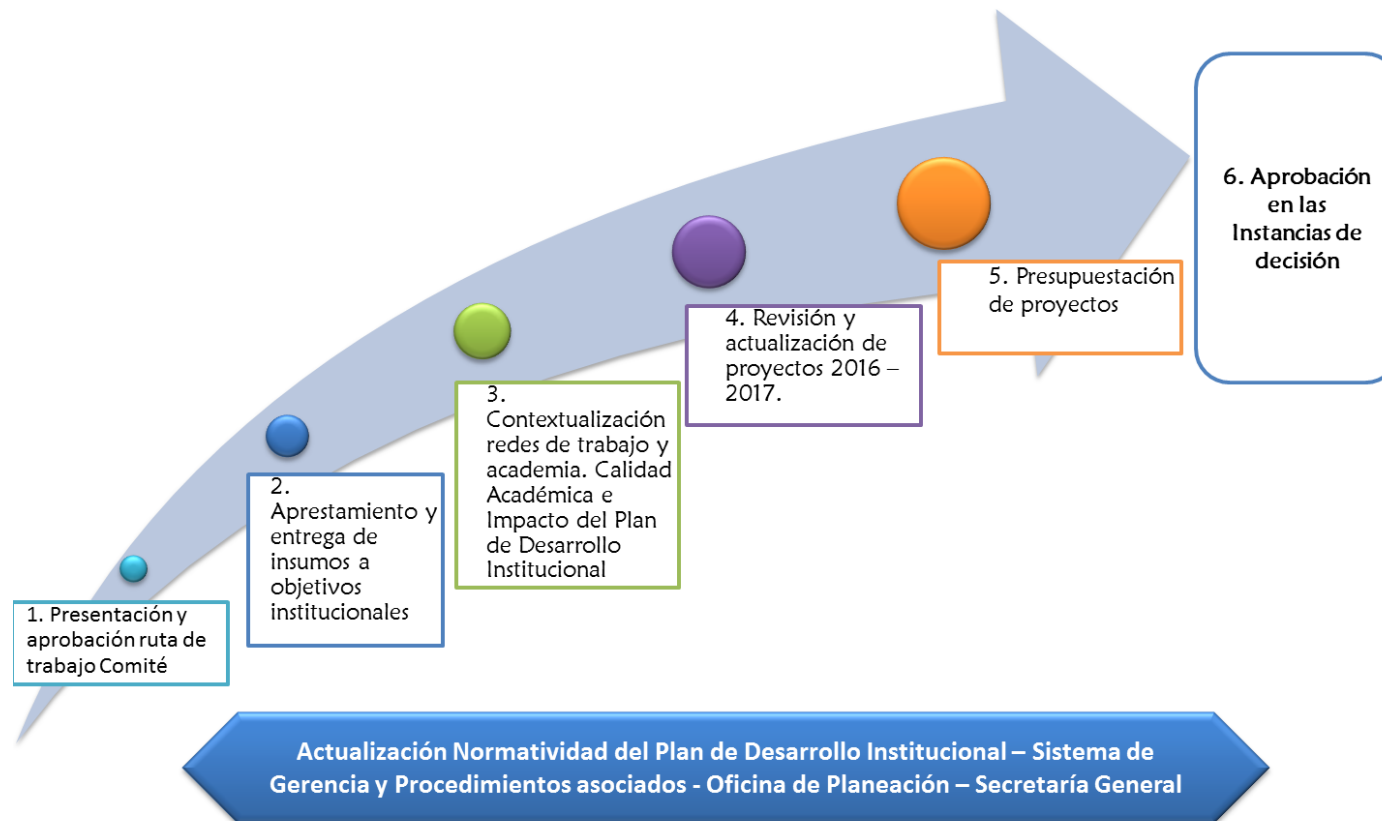 1. Presentación y
aprobación ruta de
trabajo Comité
2.
Aprestamiento y
entrega de
insumos a
objetivos
institucionales
3.
Contextualización
redes de trabajo y
academia. Calidad
Académica e
Impacto del Plan
de Desarrollo
Institucional
4. Revisión y
actualización de
proyectos 2016 –
2017.
5. Presupuestación
de proyectos
6. Aprobación
en las
Instancias de
decisión
Actualización Normatividad del Plan de Desarrollo Institucional – Sistema de
Gerencia y Procedimientos asociados - Oficina de Planeación – Secretaría General